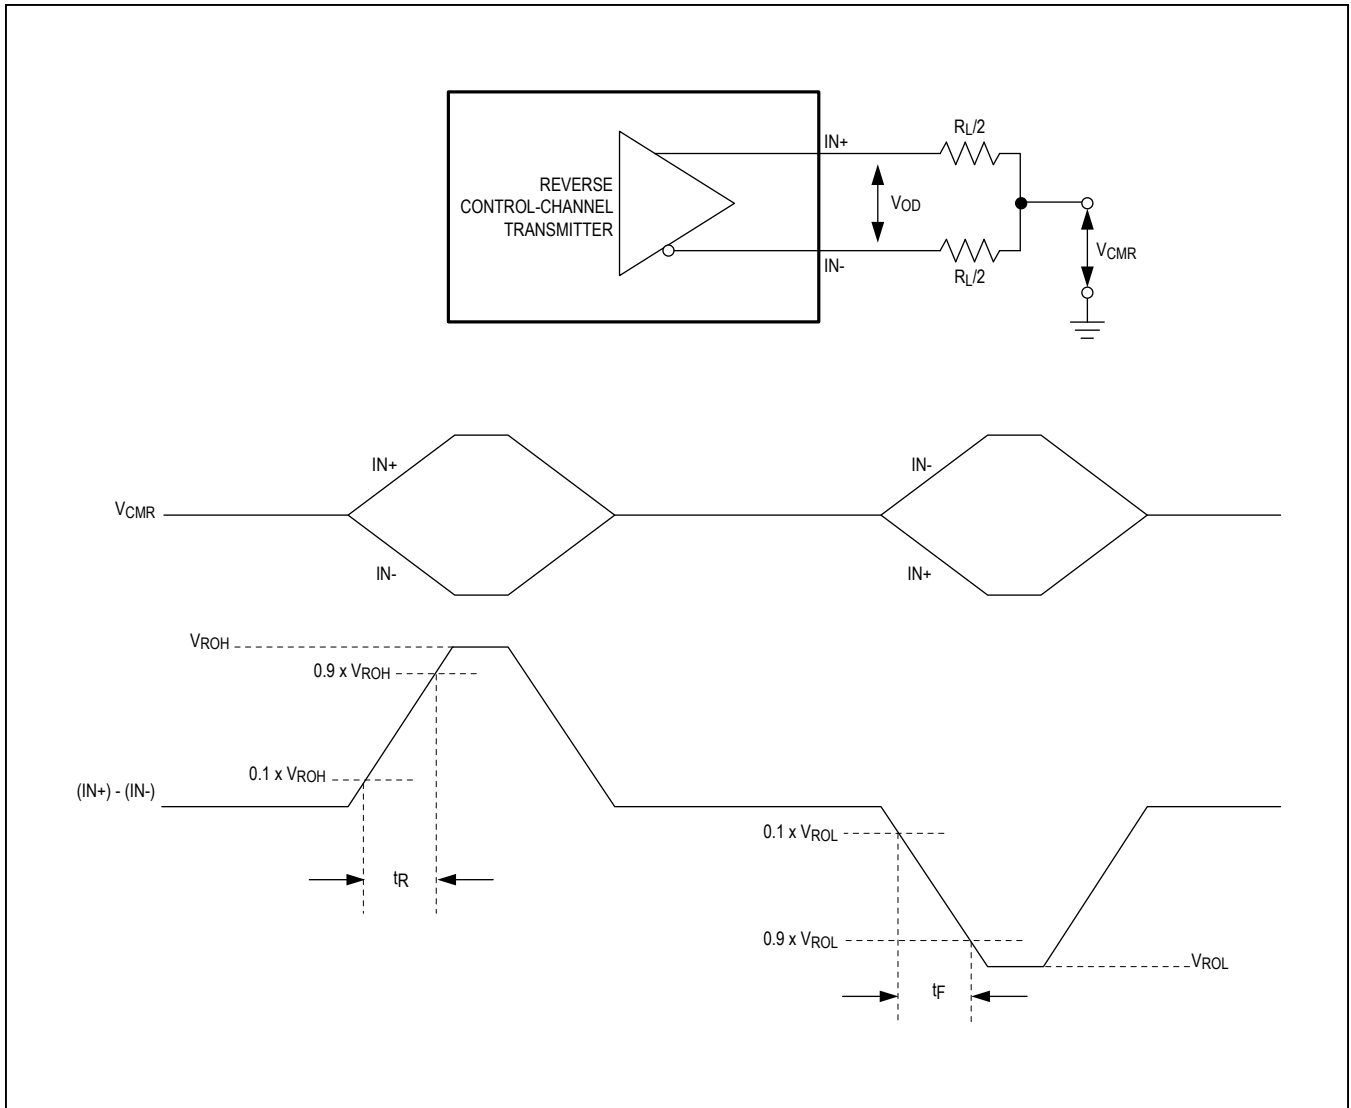 REVERSE
CONTROL-CHANNEL
TRANSMITTER
IN+
IN-
VOD
RL/2
RL/2
VCMR
VCMR
IN+
IN-
IN-
IN+
VROH
0.9 x VROH
0.1 x VROH
(IN+) - (IN-)
tR
0.1 x VROL
0.9 x VROL
VROL
tF